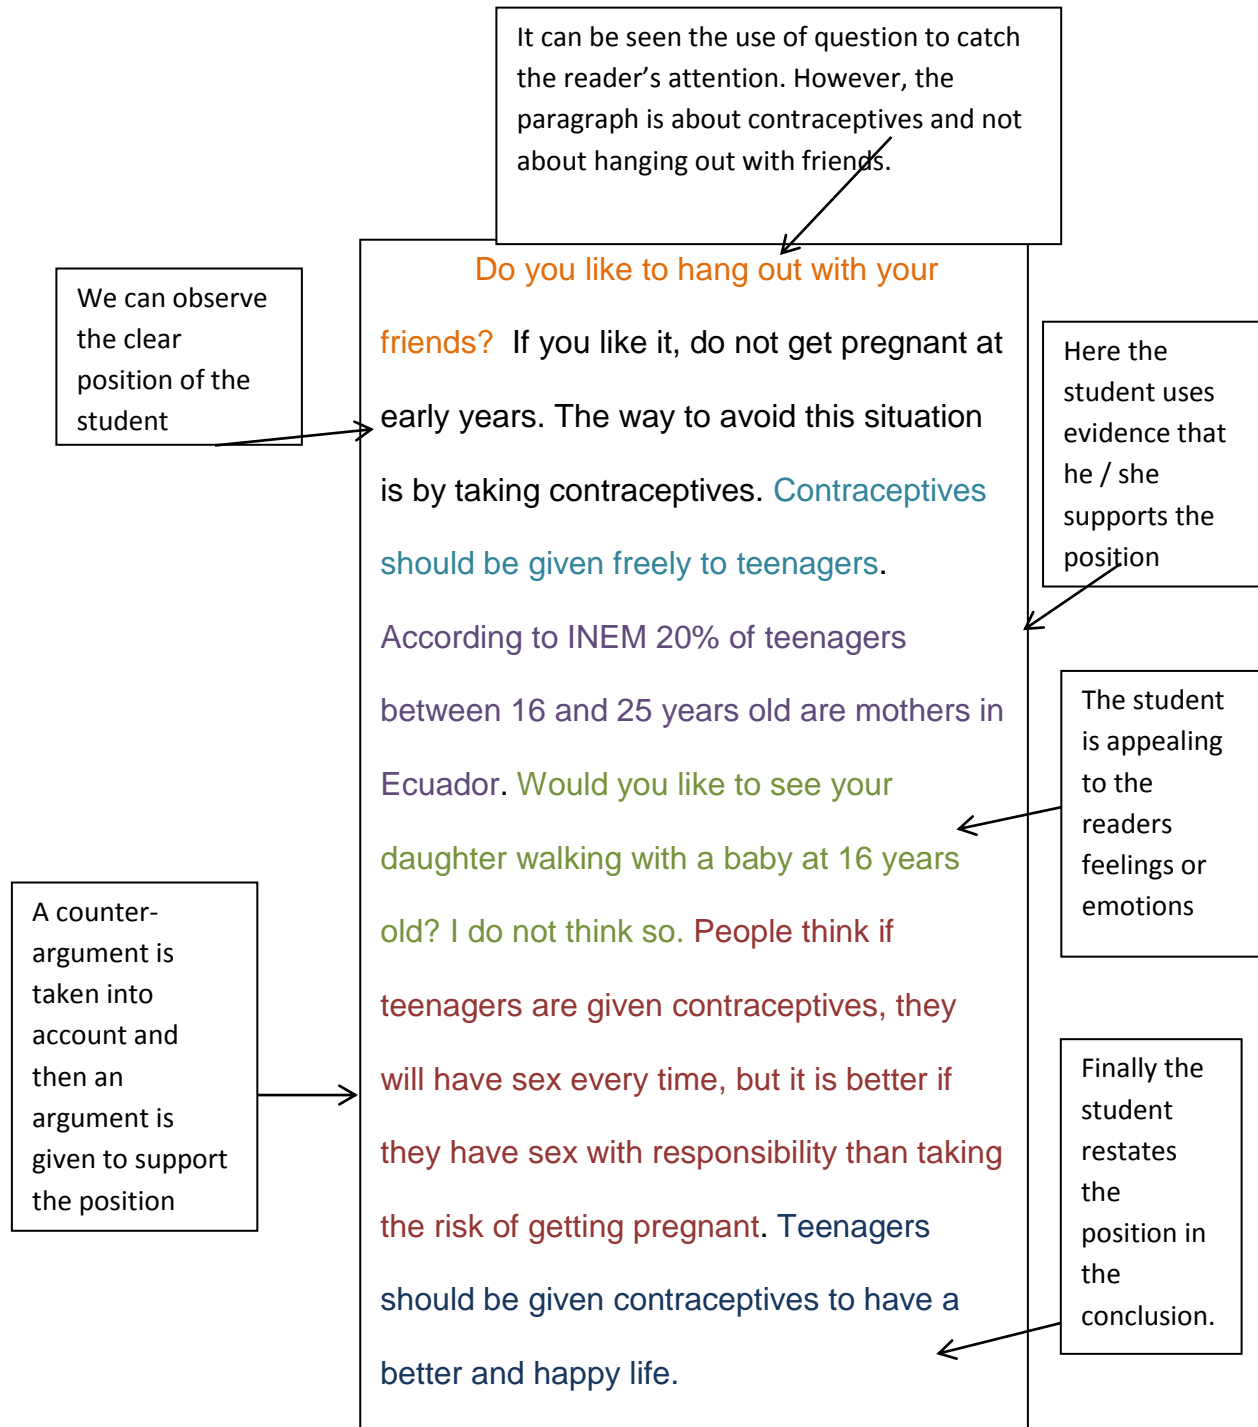 It can be seen the use of question to catch
the reader's attention. However, the
paragraph is about contraceptives and not
about hanging out with friends.
We can observe
the clear
position of the
student
Do you like to hang out with your
friends? If you like it, do not get pregnant at
early years. The way to avoid this situation
is by taking contraceptives. Contraceptives
should be given freely to teenagers.
According to INEM 20% of teenagers
between 16 and 25 years old are mothers in
Ecuador. Would you like to see your
daughter walking with a baby at 16 years
old? I do not think so. People think if
teenagers are given contraceptives, they
will have sex every time, but it is better if
they have sex with responsibility than taking
the risk of getting pregnant. Teenagers
should be given contraceptives to have a
better and happy life.
Here the
student uses
evidence that
he / she
supports the
position
The student
is appealing
to the
readers
feelings or
emotions
A counter-
argument is
taken into
account and
then an
argument is
given to support
the position
Finally the
student
restates
the
position in
the
conclusion.